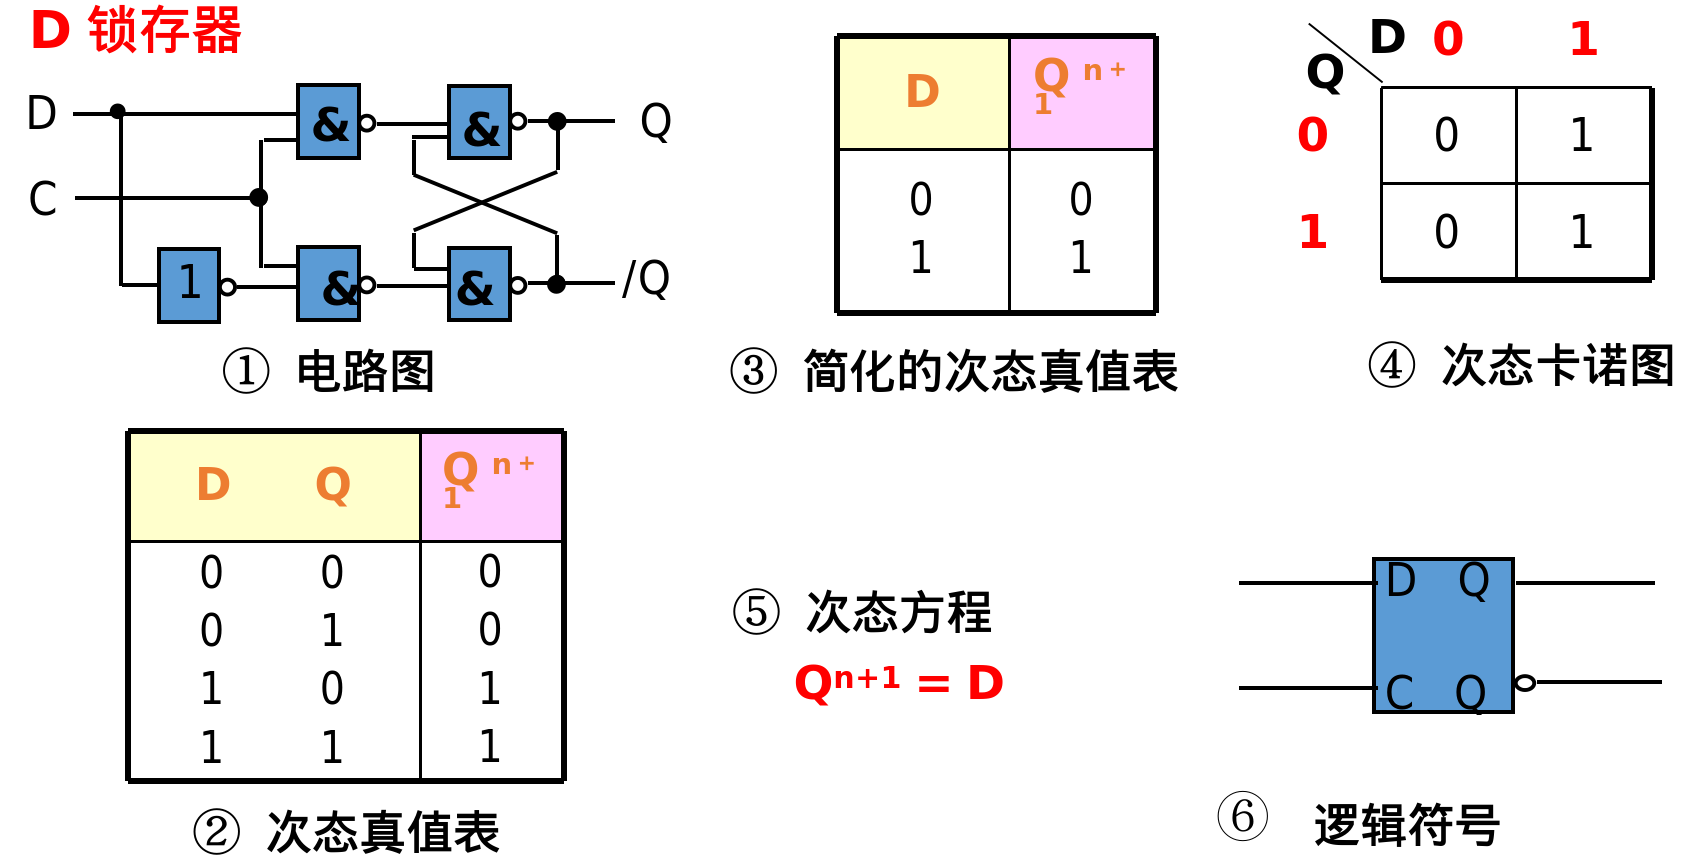 D 锁存器
D
&
&
Q
C
1
&
&
/Q
① 电路图
D Q n +
1
0 0
1 1
③ 简化的次态真值表
D 0 1
Q
0 0 1
1 0 1
④ 次态卡诺图
D Q Q n +
1
0 0 0
0 1 0
1 0 1
1 1 1
② 次态真值表
⑤ 次态方程
Qⁿ⁺¹ = D
D Q
C Q
⑥ 逻辑符号